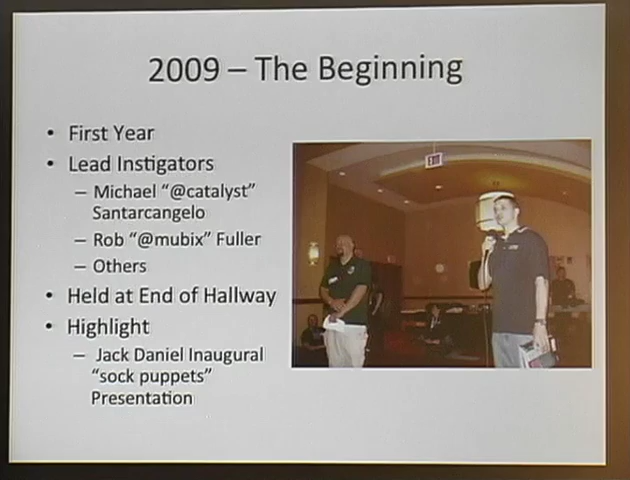 2009 – The Beginning
• First Year
• Lead Instigators
– Michael "@catalyst"
Santarcangelo
– Rob "@mubix" Fuller
– Others
• Held at End of Hallway
• Highlight
– Jack Daniel Inaugural
"sock puppets"
Presentation
EXIT